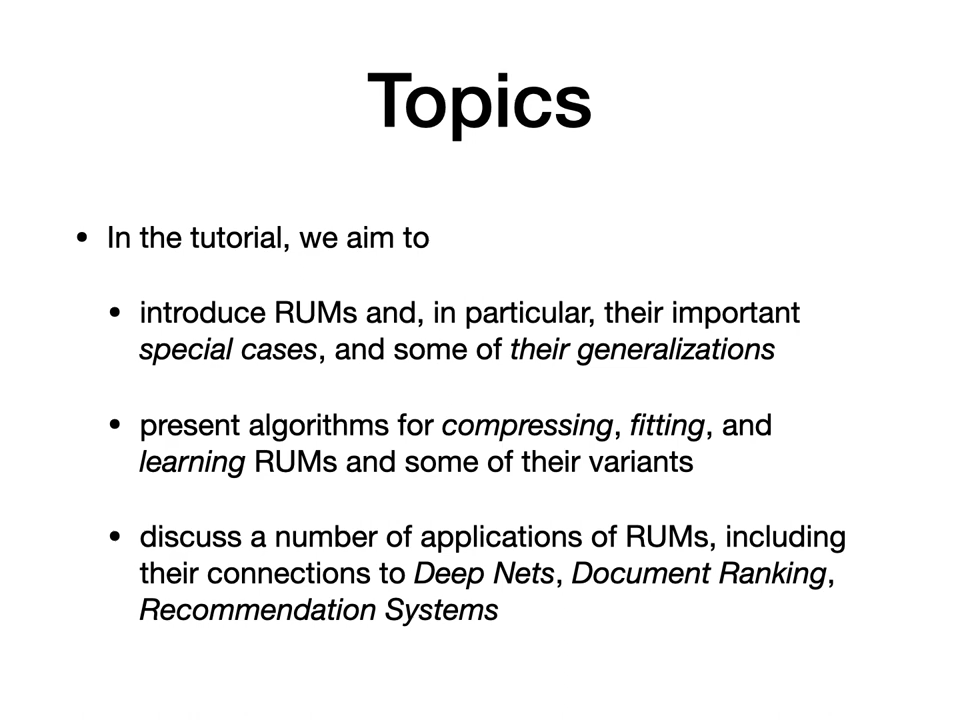 Topics
• In the tutorial, we aim to
• introduce RUMs and, in particular, their important
special cases, and some of their generalizations
• present algorithms for compressing, fitting, and
learning RUMs and some of their variants
• discuss a number of applications of RUMs, including
their connections to Deep Nets, Document Ranking,
Recommendation Systems